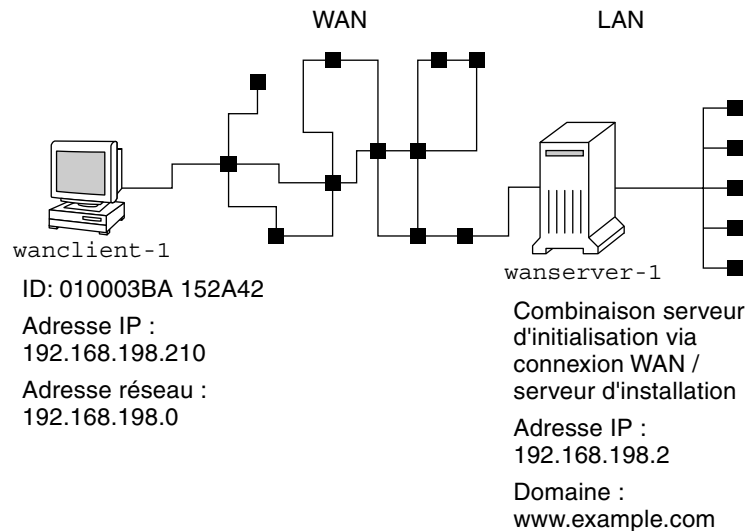 WAN
LAN
wanclient-1
ID: 010003BA 152A42
Adresse IP :
192.168.198.210
Adresse réseau :
192.168.198.0
wanserver-1
Combinaison serveur
d'initialisation via
connexion WAN /
serveur d'installation
Adresse IP :
192.168.198.2
Domaine :
www.example.com